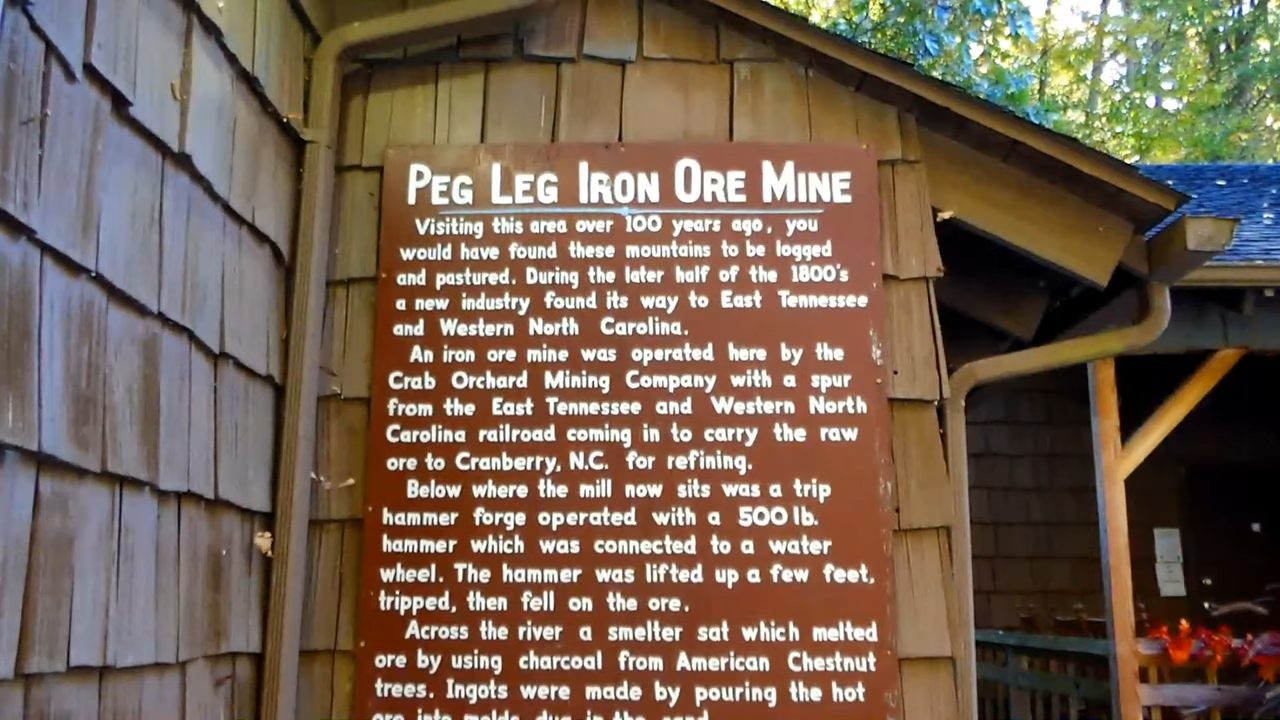 PEG LEG IRON ORE MINE
Visiting this area over 100 years ago, you
would have found these mountains to be logged
and pastured. During the later half of the 1800's
a new industry found its way to East Tennessee
and Western North Carolina.
An iron ore mine was operated here by the
Crab Orchard Mining Company with a spur
from the East Tennessee and Western North
Carolina railroad coming in to carry the raw
ore to Cranberry, N.C. for refining.
Below where the mill now sits was a trip
hammer forge operated with a 500 lb.
hammer which was connected to a water
wheel. The hammer was lifted up a few feet,
tripped, then fell on the ore.
Across the river a smelter sat which melted
ore by using charcoal from American Chestnut
trees. Ingots were made by pouring the hot
ore into molds dug in the sand.